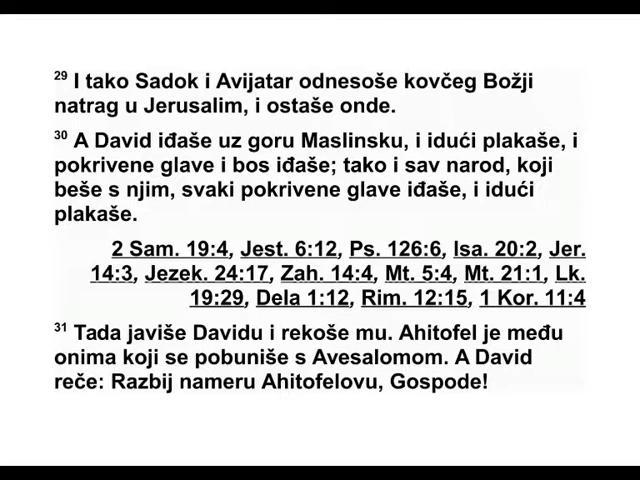 29 I tako Sadok i Avijatar odnesoše kovčeg Božji
natrag u Jerusalim, i ostaše onde.
30 A David iđaše uz goru Maslinsku, i idući plakaše, i
pokrivene glave i bos iđaše; tako i sav narod, koji
beše s njim, svaki pokrivene glave iđaše, i idući
plakaše.
2 Sam. 19:4, Jest. 6:12, Ps. 126:6, Isa. 20:2, Jer.
14:3, Jezek. 24:17, Zah. 14:4, Mt. 5:4, Mt. 21:1, Lk.
19:29, Dela 1:12, Rim. 12:15, 1 Kor. 11:4
31 Tada javiše Davidu i rekoše mu. Ahitofel je među
onima koji se pobuniše s Avesalomom. A David
reče: Razbij nameru Ahitofelovu, Gospode!